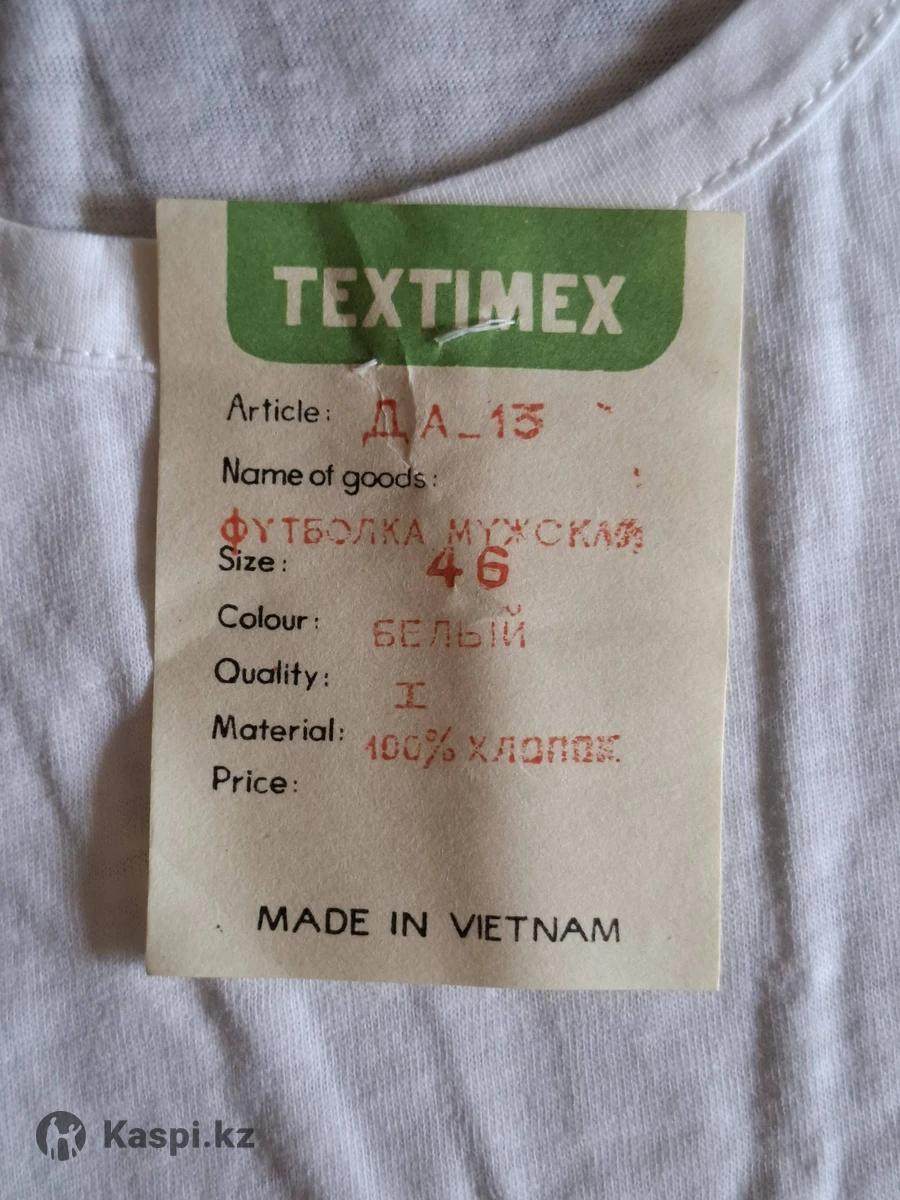 TEXTIMEX
Article: ДА_13
Name of goods:
ФУТБОЛКА МУЖСКАЯ
Size: 46
Colour: БЕЛЫЙ
Quality: I
Material: 100% ХЛОПОК
Price:
MADE IN VIETNAM
Kaspi.kz